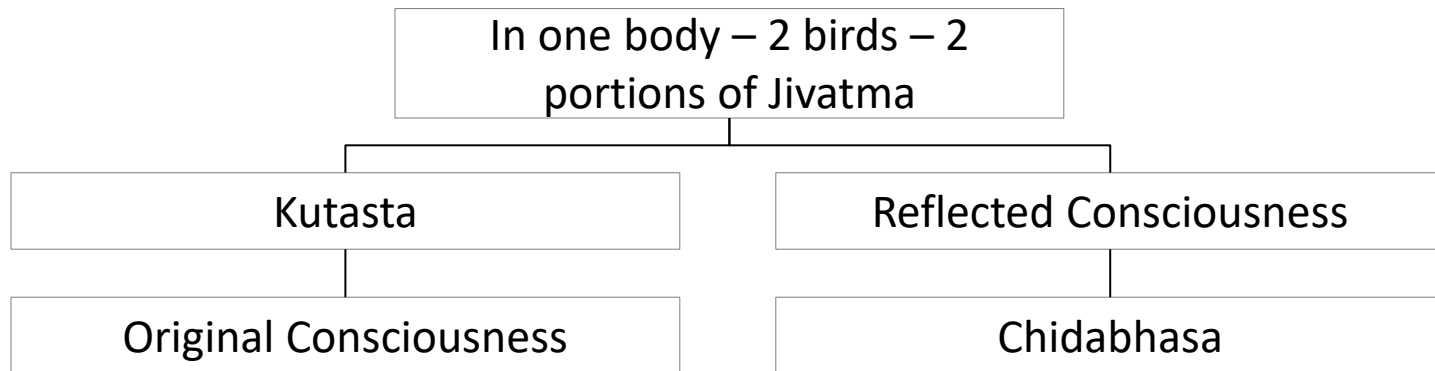 In one body – 2 birds – 2
portions of Jivatma
Kutasta
Reflected Consciousness
Original Consciousness
Chidabhasa